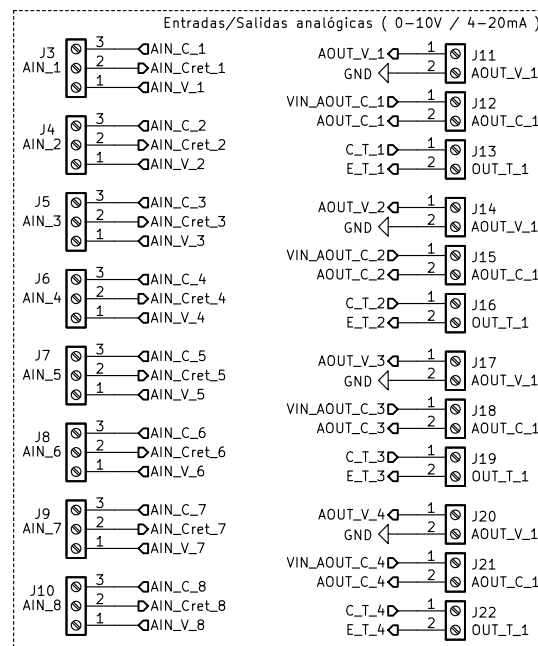 Entradas/Salidas analógicas ( 0-10V / 4-20mA )
J3
AIN_1
3 AIN_C_1
2 AIN_Cret_1
1 AIN_V_1
J4
AIN_2
3 AIN_C_2
2 AIN_Cret_2
1 AIN_V_2
J5
AIN_3
3 AIN_C_3
2 AIN_Cret_3
1 AIN_V_3
J6
AIN_4
3 AIN_C_4
2 AIN_Cret_4
1 AIN_V_4
J7
AIN_5
3 AIN_C_5
2 AIN_Cret_5
1 AIN_V_5
J8
AIN_6
3 AIN_C_6
2 AIN_Cret_6
1 AIN_V_6
J9
AIN_7
3 AIN_C_7
2 AIN_Cret_7
1 AIN_V_7
J10
AIN_8
3 AIN_C_8
2 AIN_Cret_8
1 AIN_V_8
AOUT_V_1 1 J11
GND 2 AOUT_V_1
VIN_AOUT_C_1 1 J12
AOUT_C_1 2 AOUT_C_1
C_T_1 1 J13
E_T_1 2 OUT_T_1
AOUT_V_2 1 J14
GND 2 AOUT_V_1
VIN_AOUT_C_2 1 J15
AOUT_C_2 2 AOUT_C_1
C_T_2 1 J16
E_T_2 2 OUT_T_1
AOUT_V_3 1 J17
GND 2 AOUT_V_1
VIN_AOUT_C_3 1 J18
AOUT_C_3 2 AOUT_C_1
C_T_3 1 J19
E_T_3 2 OUT_T_1
AOUT_V_4 1 J20
GND 2 AOUT_V_1
VIN_AOUT_C_4 1 J21
AOUT_C_4 2 AOUT_C_1
C_T_4 1 J22
E_T_4 2 OUT_T_1